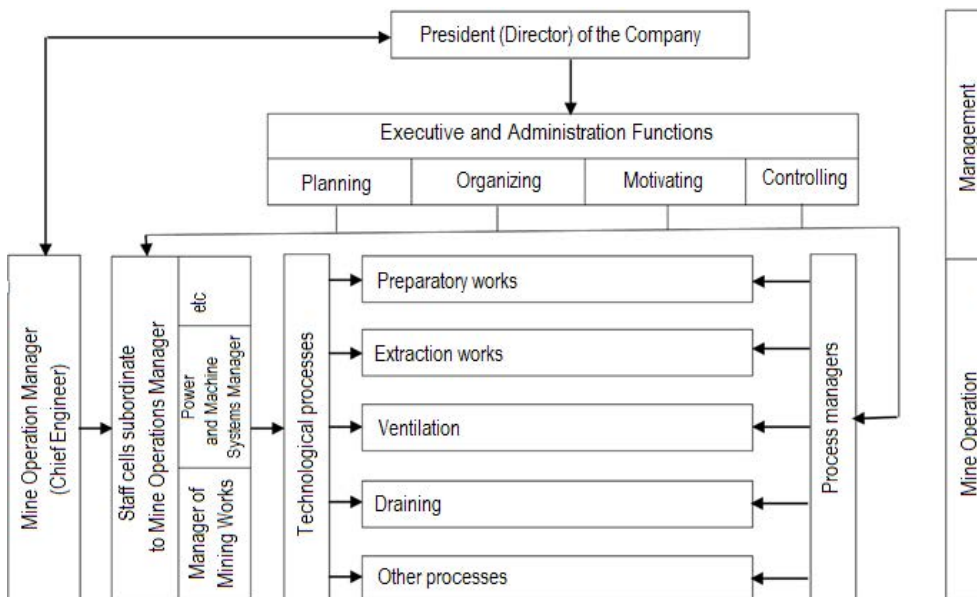 President (Director) of the Company
Executive and Administration Functions
Planning
Organizing
Motivating
Controlling
Management
Mine Operation Manager
(Chief Engineer)
Staff cells subordinate
to Mine Operations Manager
etc
Power
and Machine
Systems Manager
Manager of
Mining Works
Technological processes
Preparatory works
Extraction works
Ventilation
Draining
Other processes
Process managers
Mine Operation